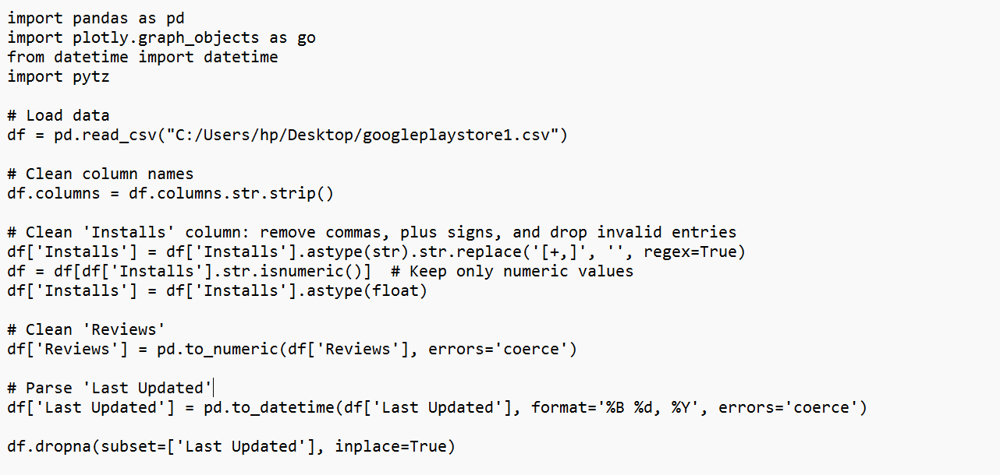 import pandas as pd
import plotly.graph_objects as go
from datetime import datetime
import pytz

# Load data
df = pd.read_csv("C:/Users/hp/Desktop/googleplaystore1.csv")

# Clean column names
df.columns = df.columns.str.strip()

# Clean 'Installs' column: remove commas, plus signs, and drop invalid entries
df['Installs'] = df['Installs'].astype(str).str.replace('[+,]', '', regex=True)
df = df[df['Installs'].str.isnumeric()]  # Keep only numeric values
df['Installs'] = df['Installs'].astype(float)

# Clean 'Reviews'
df['Reviews'] = pd.to_numeric(df['Reviews'], errors='coerce')

# Parse 'Last Updated'
df['Last Updated'] = pd.to_datetime(df['Last Updated'], format='%B %d, %Y', errors='coerce')

df.dropna(subset=['Last Updated'], inplace=True)